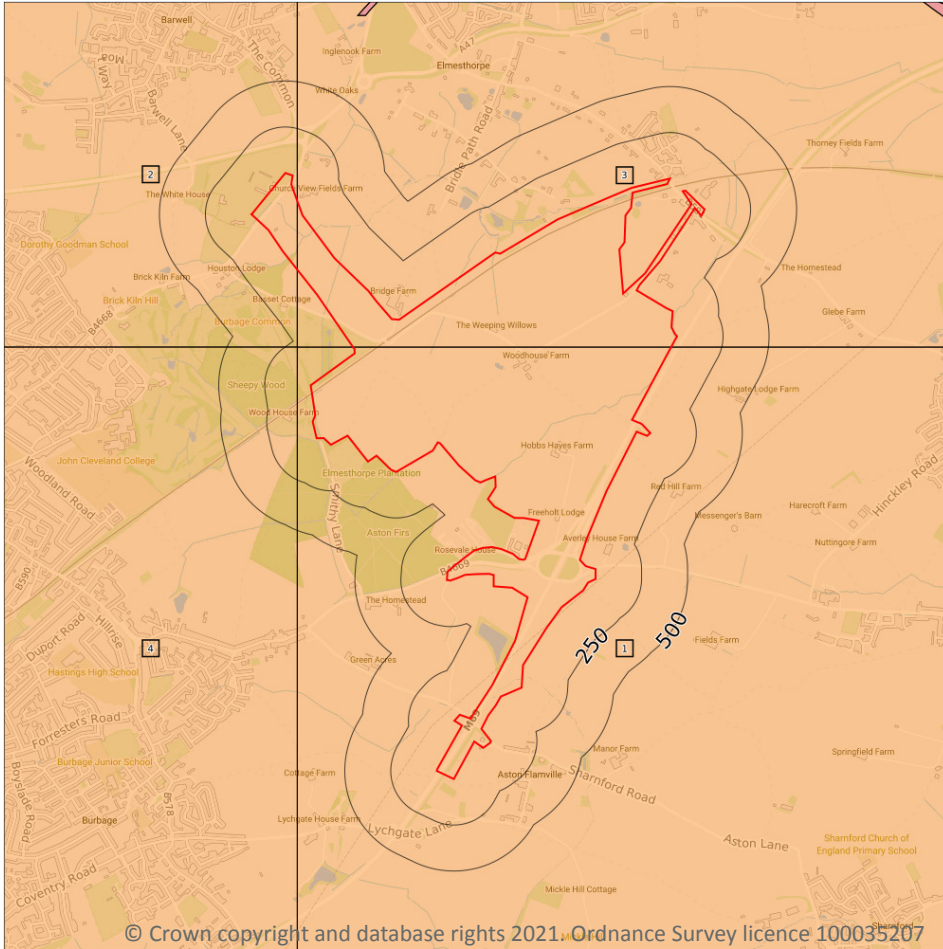 Barwell
The Common
Inglenook Farm
A47
Elmesthorpe
White Oaks
Barwell Lane
Bridle Path Road
Thorney Fields Farm
2
3
The White House
Church View Fields Farm
Dorothy Goodman School
Houston Lodge
Brick Kiln Farm
The Homestead
Brick Kiln Hill
Basset Cottage
Bridge Farm
Glebe Farm
B4668
Burbage Common
The Weeping Willows
Woodhouse Farm
Sheepy Wood
Highgate Lodge Farm
Wood House Farm
Hobbs Hayes Farm
John Cleveland College
Woodland Road
Elmesthorpe Plantation
Hinckley Road
Smithy Lane
Red Hill Farm
Freeholt Lodge
Messenger's Barn
Harecroft Farm
Aston Firs
Averley House Farm
Nuttingore Farm
Rosevale House
B4669
B590
The Homestead
Duport Road
Hillrise
250
500
4
1
Fields Farm
Green Acres
Hastings High School
M69
Forresters Road
Manor Farm
Springfield Farm
Burbage Junior School
Cottage Farm
Aston Flamville
Sharnford Road
Boyslade Road
B578
Burbage
Lychgate House Farm
Lychgate Lane
Aston Lane
Sharnford Church of
England Primary School
Coventry Road
Mickle Hill Cottage
Sharnford
© Crown copyright and database rights 2021. Ordnance Survey licence 100035207